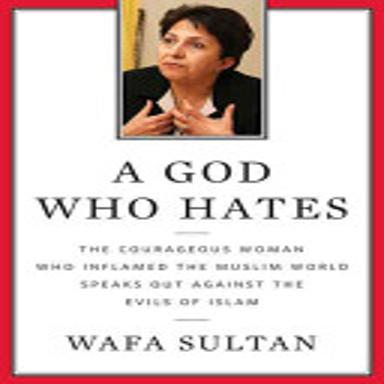 A GOD
WHO HATES
THE COURAGEOUS WOMAN
WHO INFLAMED THE MUSLIM WORLD
SPEAKS OUT AGAINST THE
EVILS OF ISLAM
WAFA SULTAN